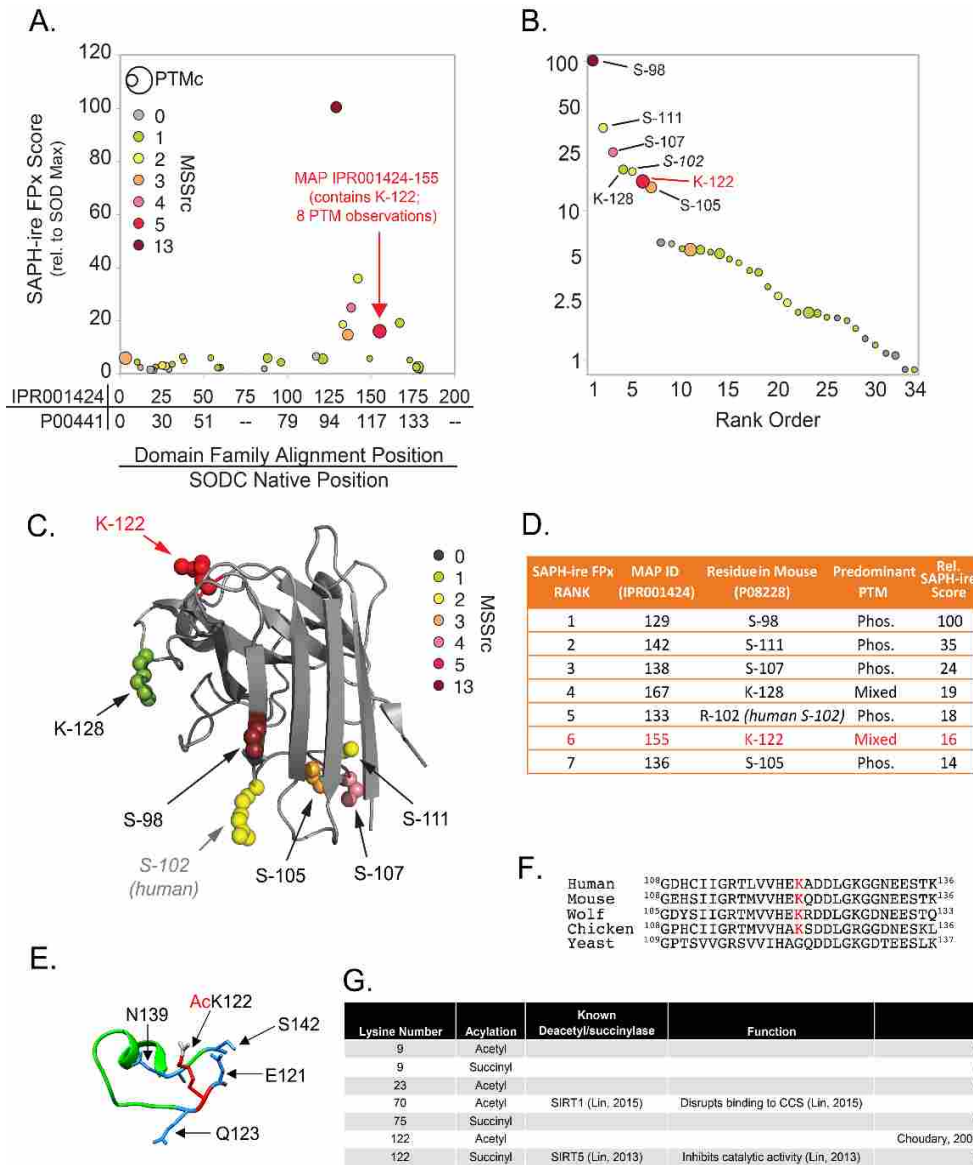 A.
SAPH-ire FPx Score
(rel. to SOD Max)
120
100
80
60
40
20
0
PTMc
0
1
2
3
4
5
13
MSSrc
MAP IPR001424-155
(contains K-122;
8 PTM observations)
IPR001424 0 25 50 75 100 125 150 175 200
P00441 0 30 51 -- 79 94 117 133 --
Domain Family Alignment Position
SODC Native Position
B.
100
50
25
10
5
2.5
1
S-98
S-111
S-107
S-102
K-122
K-128
S-105
1 5 10 15 20 25 30 34
Rank Order
C.
K-122
K-128
S-98
S-102
(human)
S-105
S-107
S-111
0
1
2
3
4
5
13
MSSrc
D.
SAPH-ire FPx RANK MAP ID (IPR001424) Residue in Mouse (P08228) Predominant PTM Rel. SAPH-ire Score
1 129 S-98 Phos. 100
2 142 S-111 Phos. 35
3 138 S-107 Phos. 24
4 167 K-128 Mixed 19
5 133 R-102 (human S-102) Phos. 18
6 155 K-122 Mixed 16
7 136 S-105 Phos. 14
E.
N139
AcK122
S142
E121
Q123
F.
Human 108GDHCIIGRTLVVHEKADDLGKGGNEESTK136
Mouse 108GEHSIIGRTMVVHEKQDDLGKGGNEESTK136
Wolf 105GDYSIIGRTMVVHEKRDDLGKGDNEESTQ133
Chicken 108GPHCIIGRTMVVHAKSDDLGRGGDNESKL136
Yeast 109GPTSVVGRSVVIHAGQDDLGKGDTEESLK137
G.
Lysine Number Acylation Known Deacetyl/succinylase Function
9 Acetyl
9 Succinyl
23 Acetyl
70 Acetyl SIRT1 (Lin, 2015) Disrupts binding to CCS (Lin, 2015)
75 Succinyl
122 Acetyl Choudary, 200
122 Succinyl SIRT5 (Lin, 2013) Inhibits catalytic activity (Lin, 2013)